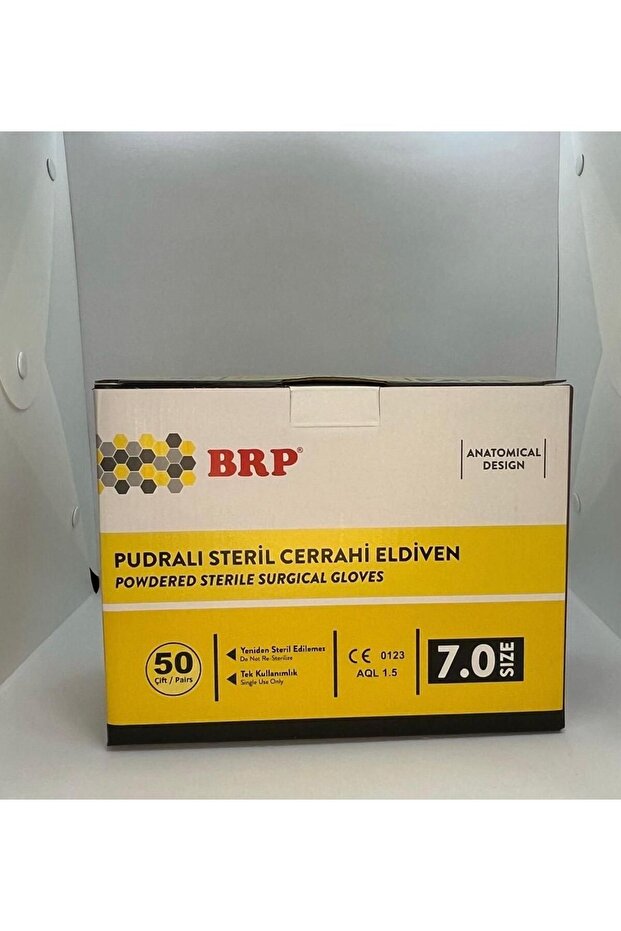 BRP®
ANATOMICAL
DESIGN
PUDRALI STERİL CERRAHİ ELDİVEN
POWDERED STERILE SURGICAL GLOVES
50
Çift / Pairs
Yeniden Steril Edilemez
Do Not Re-Sterilize
Tek Kullanımlık
Single Use Only
CE 0123
AQL 1.5
7.0 SIZE